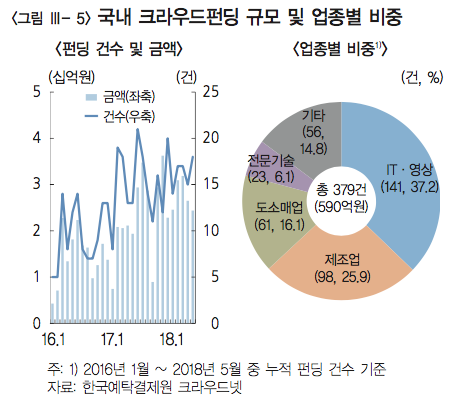 <그림 Ⅲ- 5> 국내 크라우드펀딩 규모 및 업종별 비중
<펀딩 건수 및 금액>
(십억원)
(건)
금액(좌축)
건수(우축)
5
4
3
2
1
0
25
20
15
10
5
0
16.1
17.1
18.1
<업종별 비중¹⁾>
(건, %)
기타
(56,
14.8)
전문기술
(23, 6.1)
도소매업
(61, 16.1)
총 379건
(590억원)
IT · 영상
(141, 37.2)
제조업
(98, 25.9)
주: 1) 2016년 1월 ~ 2018년 5월 중 누적 펀딩 건수 기준
자료: 한국예탁결제원 크라우드넷